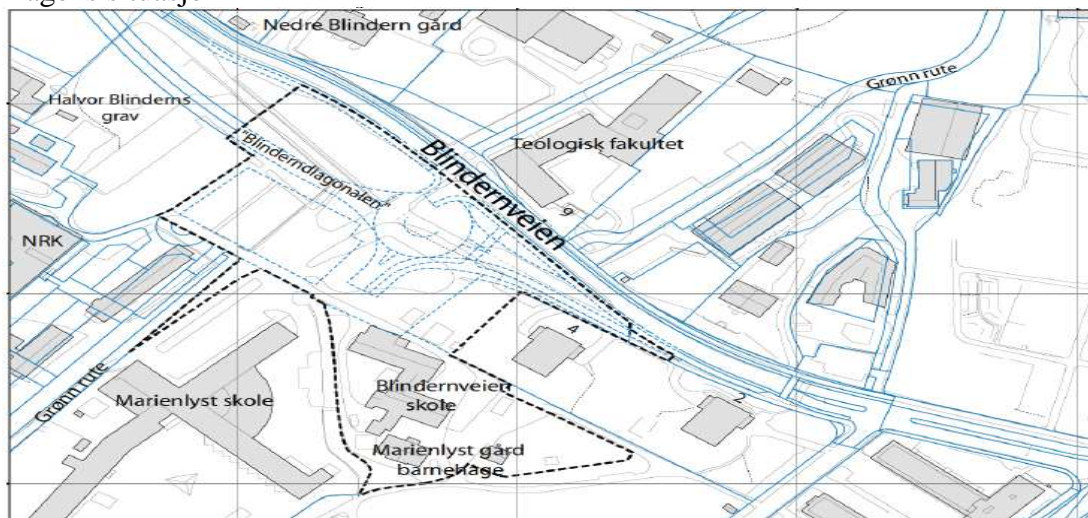 Nedre Blindern gård
Grønn rute
Halvor Blinderns
grav
Teologisk fakultet
"Blinderndiagonalen"
Blindernveien
9
NRK
4
Blindernveien
skole
2
Marienlyst skole
Grønn rute
Marienlyst gård
barnehage